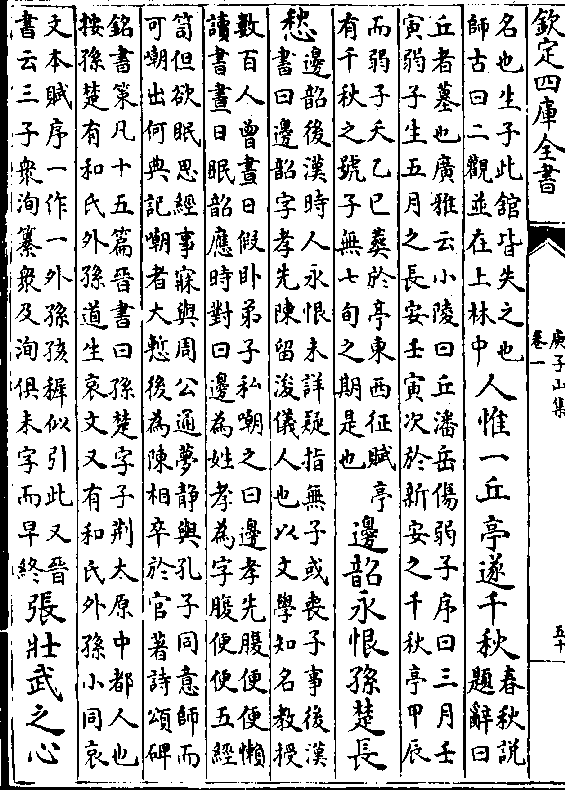 欽定四庫全書
庾子山集
卷一
五十
名也生子此舘皆失之也
師古曰二觀並在上林中
人惟一丘亭遂千秋
春秋説
題辭曰
丘者墓也廣雅云小陵曰丘潘岳傷弱子序曰三月壬
寅弱子生五月之長安壬寅次於新安之千秋亭甲辰
而弱子夭乙巳葬於亭東西征賦亭
有千秋之號子無七旬之期是也
邊韶永恨孫楚長
愁
邊韶後漢時人永恨未詳疑指無子或喪子事後漢
書曰邊韶字孝先陳留浚儀人也以文學知名教授
數百人曾晝日假卧弟子私嘲之曰邊孝先腹便便懶
讀書晝日眠韶應時對曰邊為姓孝為字腹便便五經
笥但欲眠思經事寐與周公通夢静與孔子同意師而
可嘲出何典記嘲者大慙後為陳相卒於官著詩頌碑
銘書策凡十五篇晉書曰孫楚字子荆太原中都人也
按孫楚有和氏外孫道生哀文又有和氏外孫小同哀
文本賦序一作一外孫孩穉似引此又晉
書云三子衆洵纂衆及洵俱未字而早終
張壯武之心